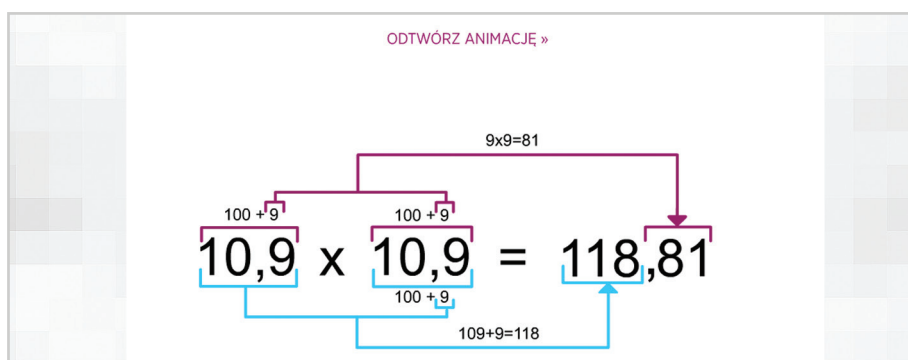 ODTWÓRZ ANIMACJĘ »
9x9=81
100 + 9 100 + 9
10,9 x 10,9 = 118,81
100 + 9
109+9=118